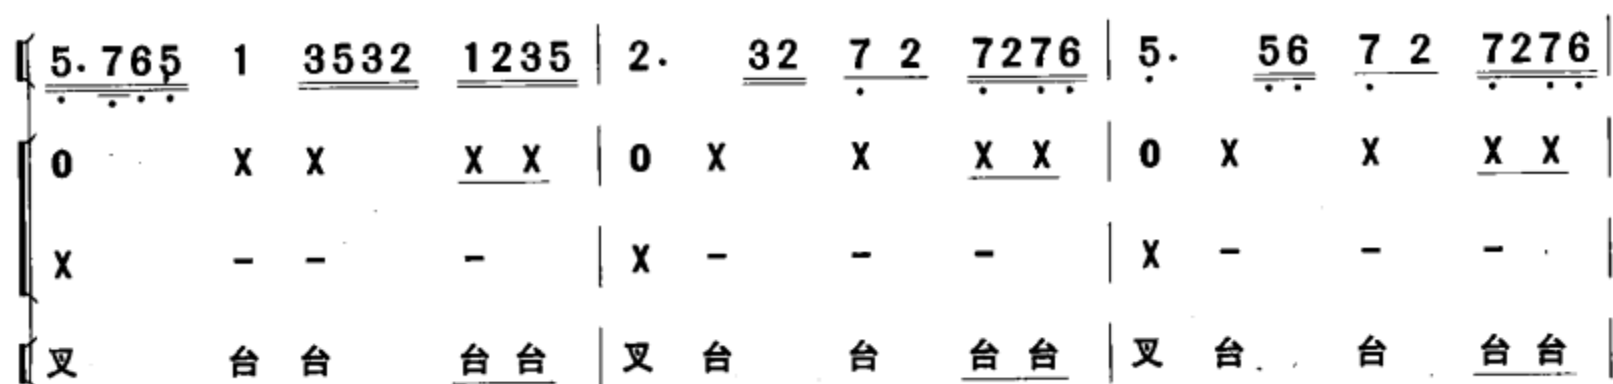 5·765 1 3532 1235 | 2· 32 7 2 7276 | 5· 56 7 2 7276 |
0 X X X X | 0 X X X X | 0 X X X X |
X - - - | X - - - | X - - - |
叉 台 台 台 台 | 叉 台 台 台 台 | 叉 台 台 台 台 |